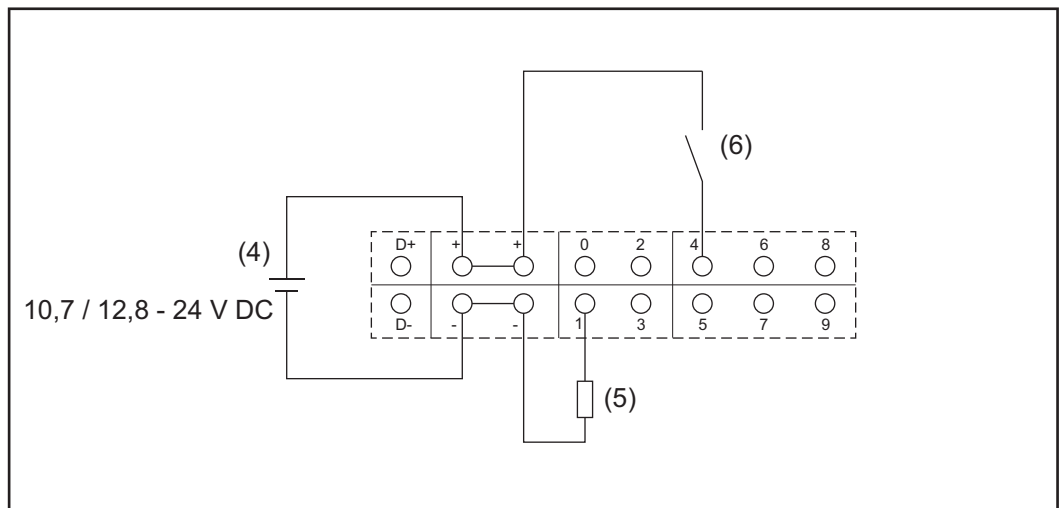 (6)
(4)
10,7 / 12,8 - 24 V DC
D+ + + 0 2 4 6 8
D- - - 1 3 5 7 9
(5)